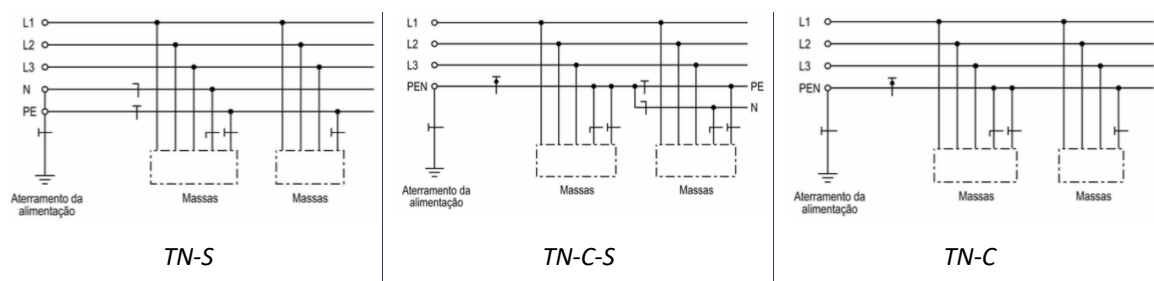 L1
L2
L3
N
PE
Aterramento da
alimentação
Massas
Massas
TN-S
L1
L2
L3
PEN
PE
N
Aterramento da
alimentação
Massas
Massas
TN-C-S
L1
L2
L3
PEN
Aterramento da
alimentação
Massas
Massas
TN-C